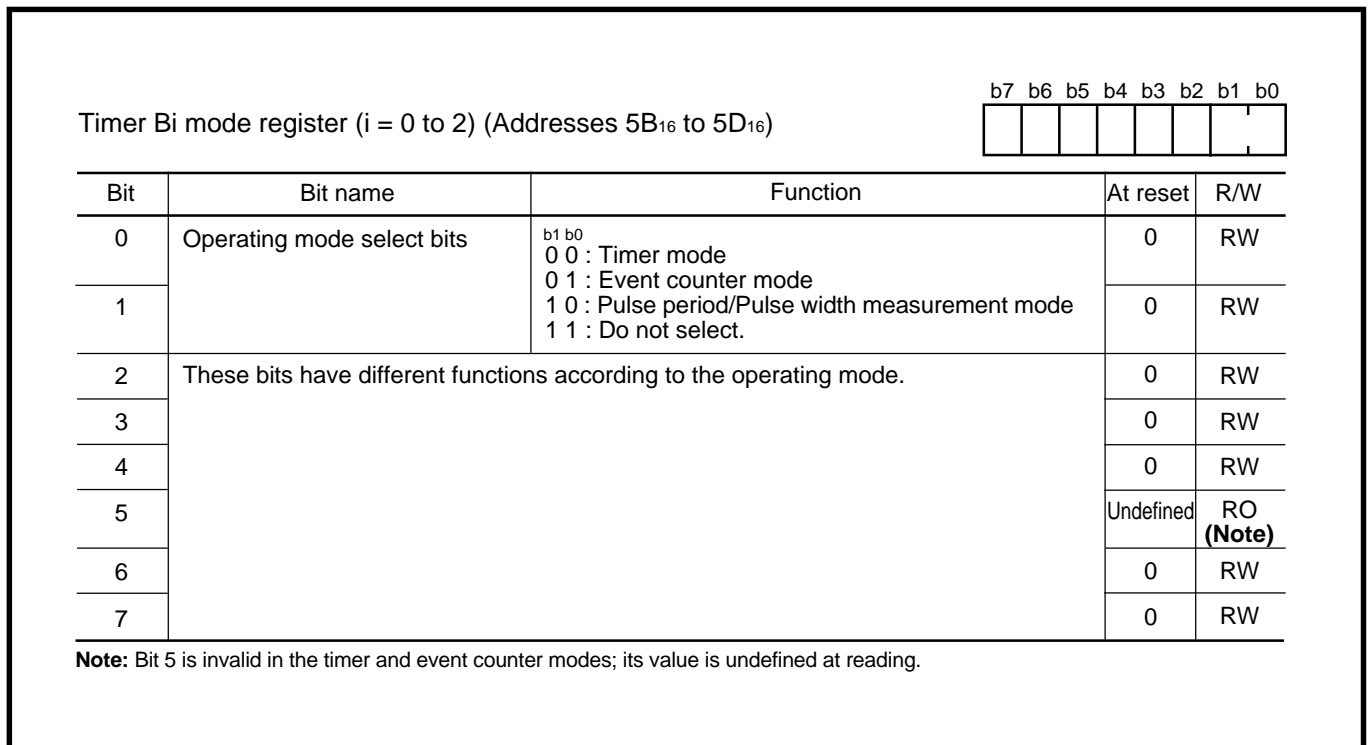 b7 b6 b5 b4 b3 b2 b1 b0
Timer Bi mode register (i = 0 to 2) (Addresses 5B16 to 5D16)
Bit Bit name Function At reset R/W
0 Operating mode select bits b1 b0 0 RW
0 0 : Timer mode
0 1 : Event counter mode
1 1 0 : Pulse period/Pulse width measurement mode 0 RW
1 1 : Do not select.
2 These bits have different functions according to the operating mode. 0 RW
3 0 RW
4 0 RW
5 Undefined RO
(Note)
6 0 RW
7 0 RW
Note: Bit 5 is invalid in the timer and event counter modes; its value is undefined at reading.